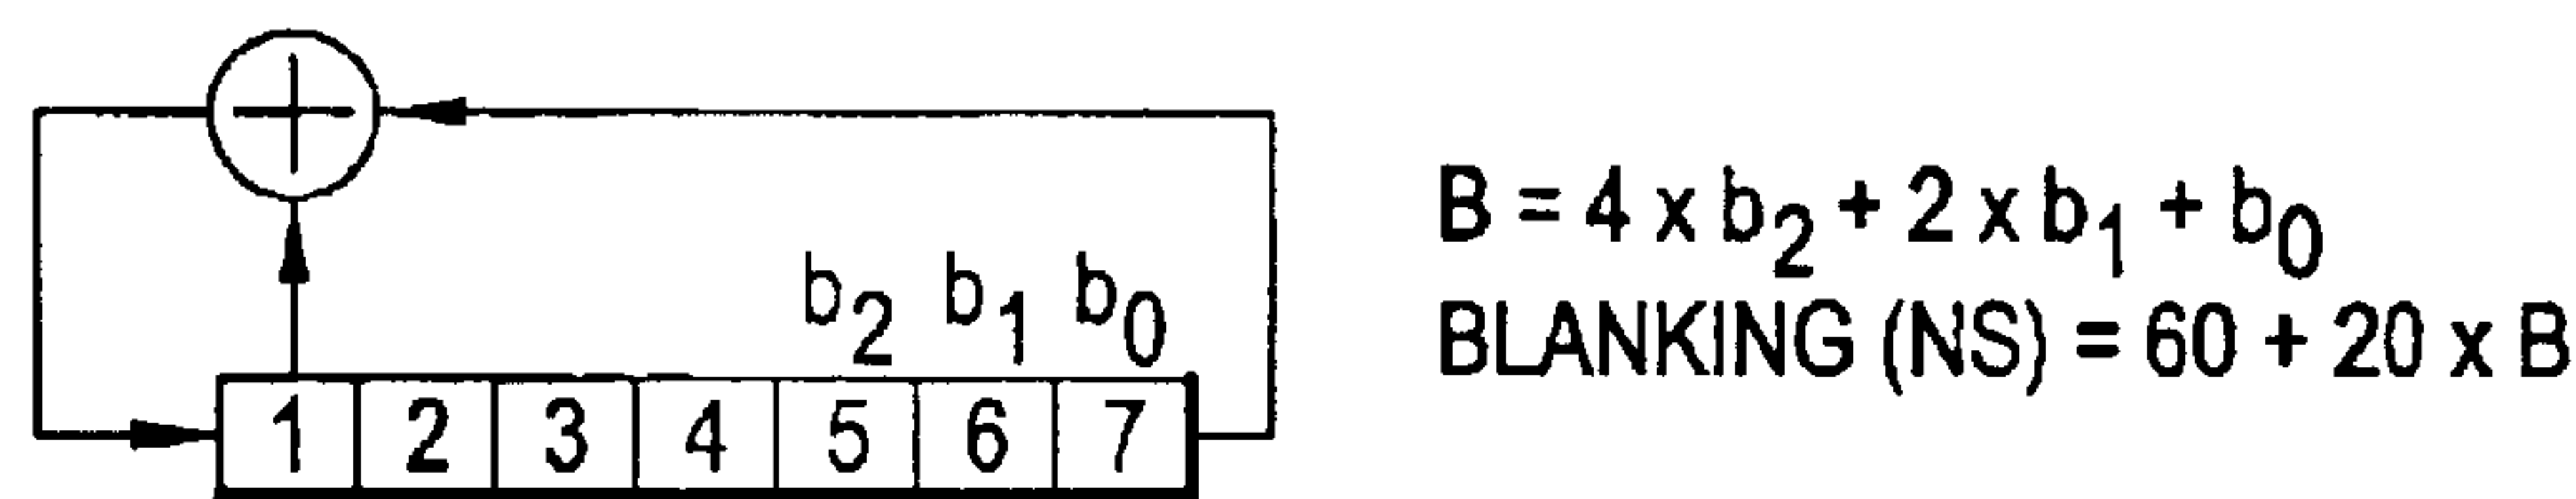 B = 4 x b₂ + 2 x b₁ + b₀
BLANKING (NS) = 60 + 20 x B
b₂ b₁ b₀
1 2 3 4 5 6 7